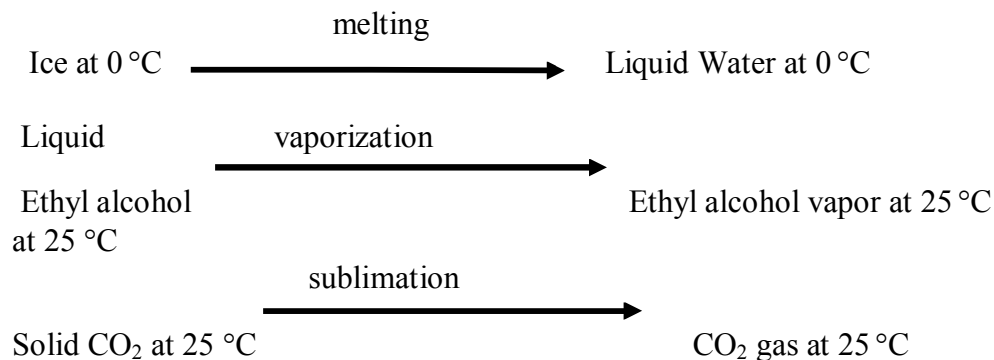 melting
Ice at 0 °C Liquid Water at 0 °C
Liquid vaporization
Ethyl alcohol Ethyl alcohol vapor at 25 °C
at 25 °C
sublimation
Solid CO₂ at 25 °C CO₂ gas at 25 °C